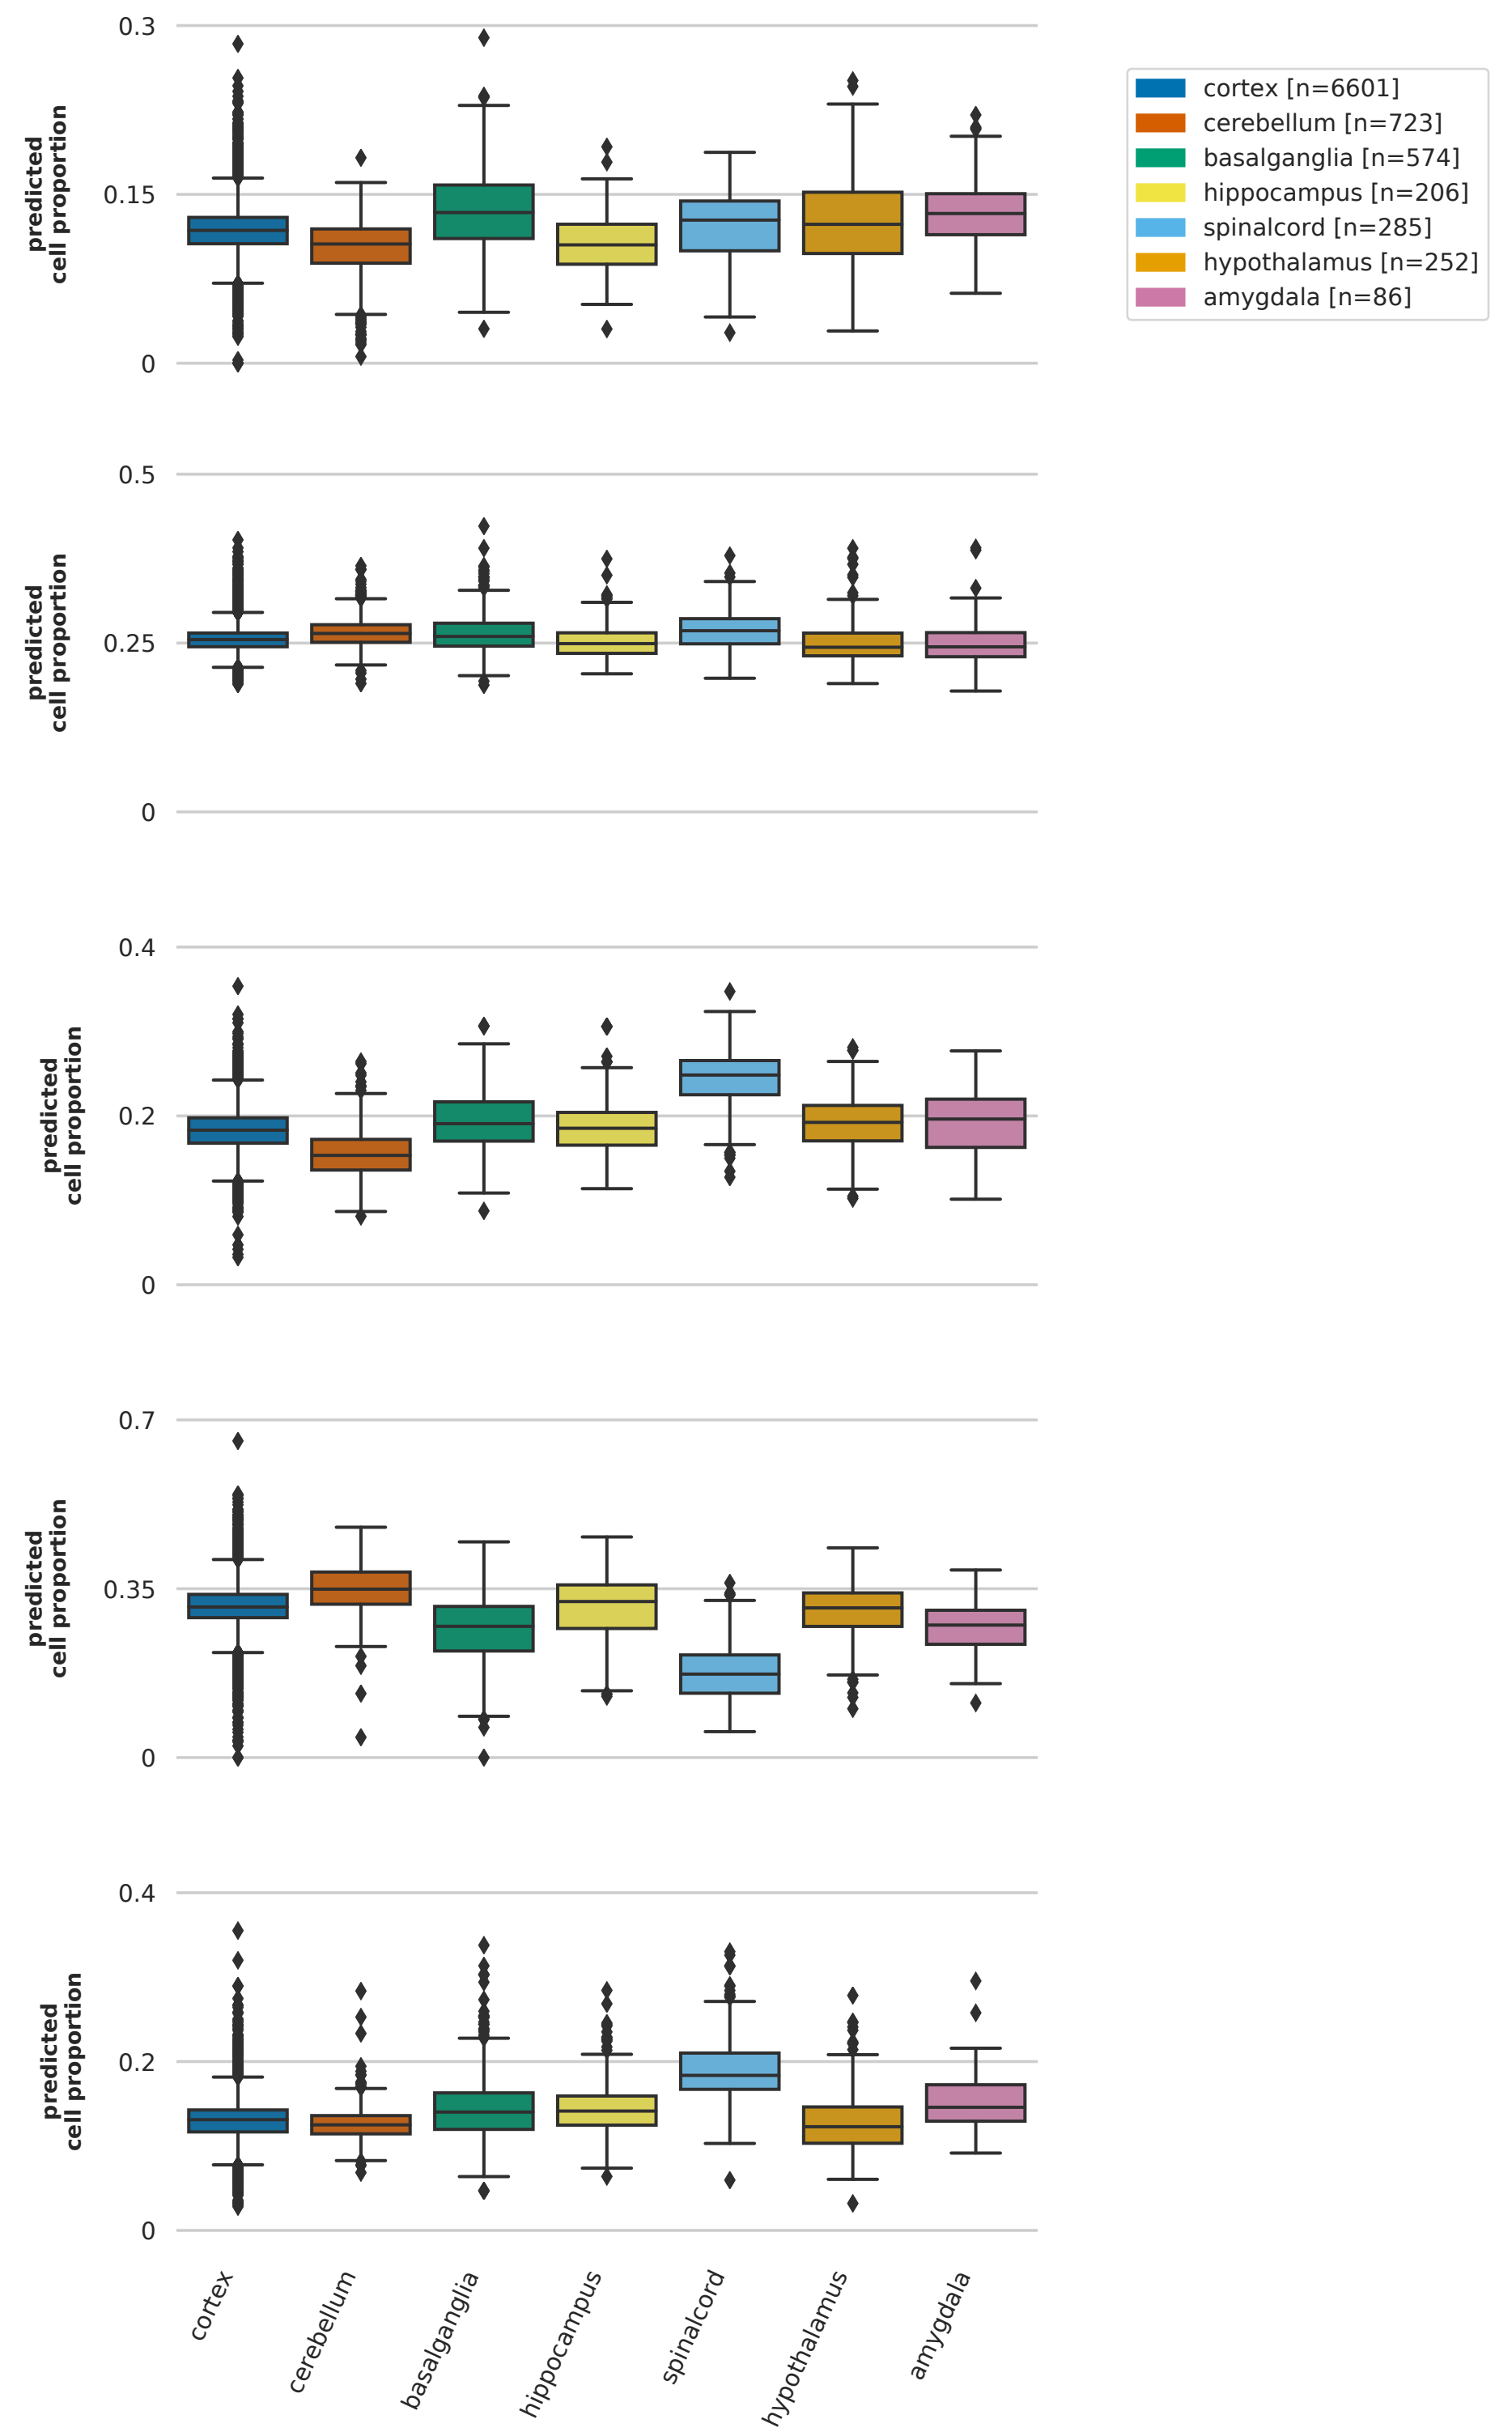 0.3
0.15
0
predicted
cell proportion
cortex [n=6601]
cerebellum [n=723]
basalganglia [n=574]
hippocampus [n=206]
spinalcord [n=285]
hypothalamus [n=252]
amygdala [n=86]
0.5
0.25
0
predicted
cell proportion
0.4
0.2
0
predicted
cell proportion
0.7
0.35
0
predicted
cell proportion
0.4
0.2
0
predicted
cell proportion
cortex
cerebellum
basalganglia
hippocampus
spinalcord
hypothalamus
amygdala